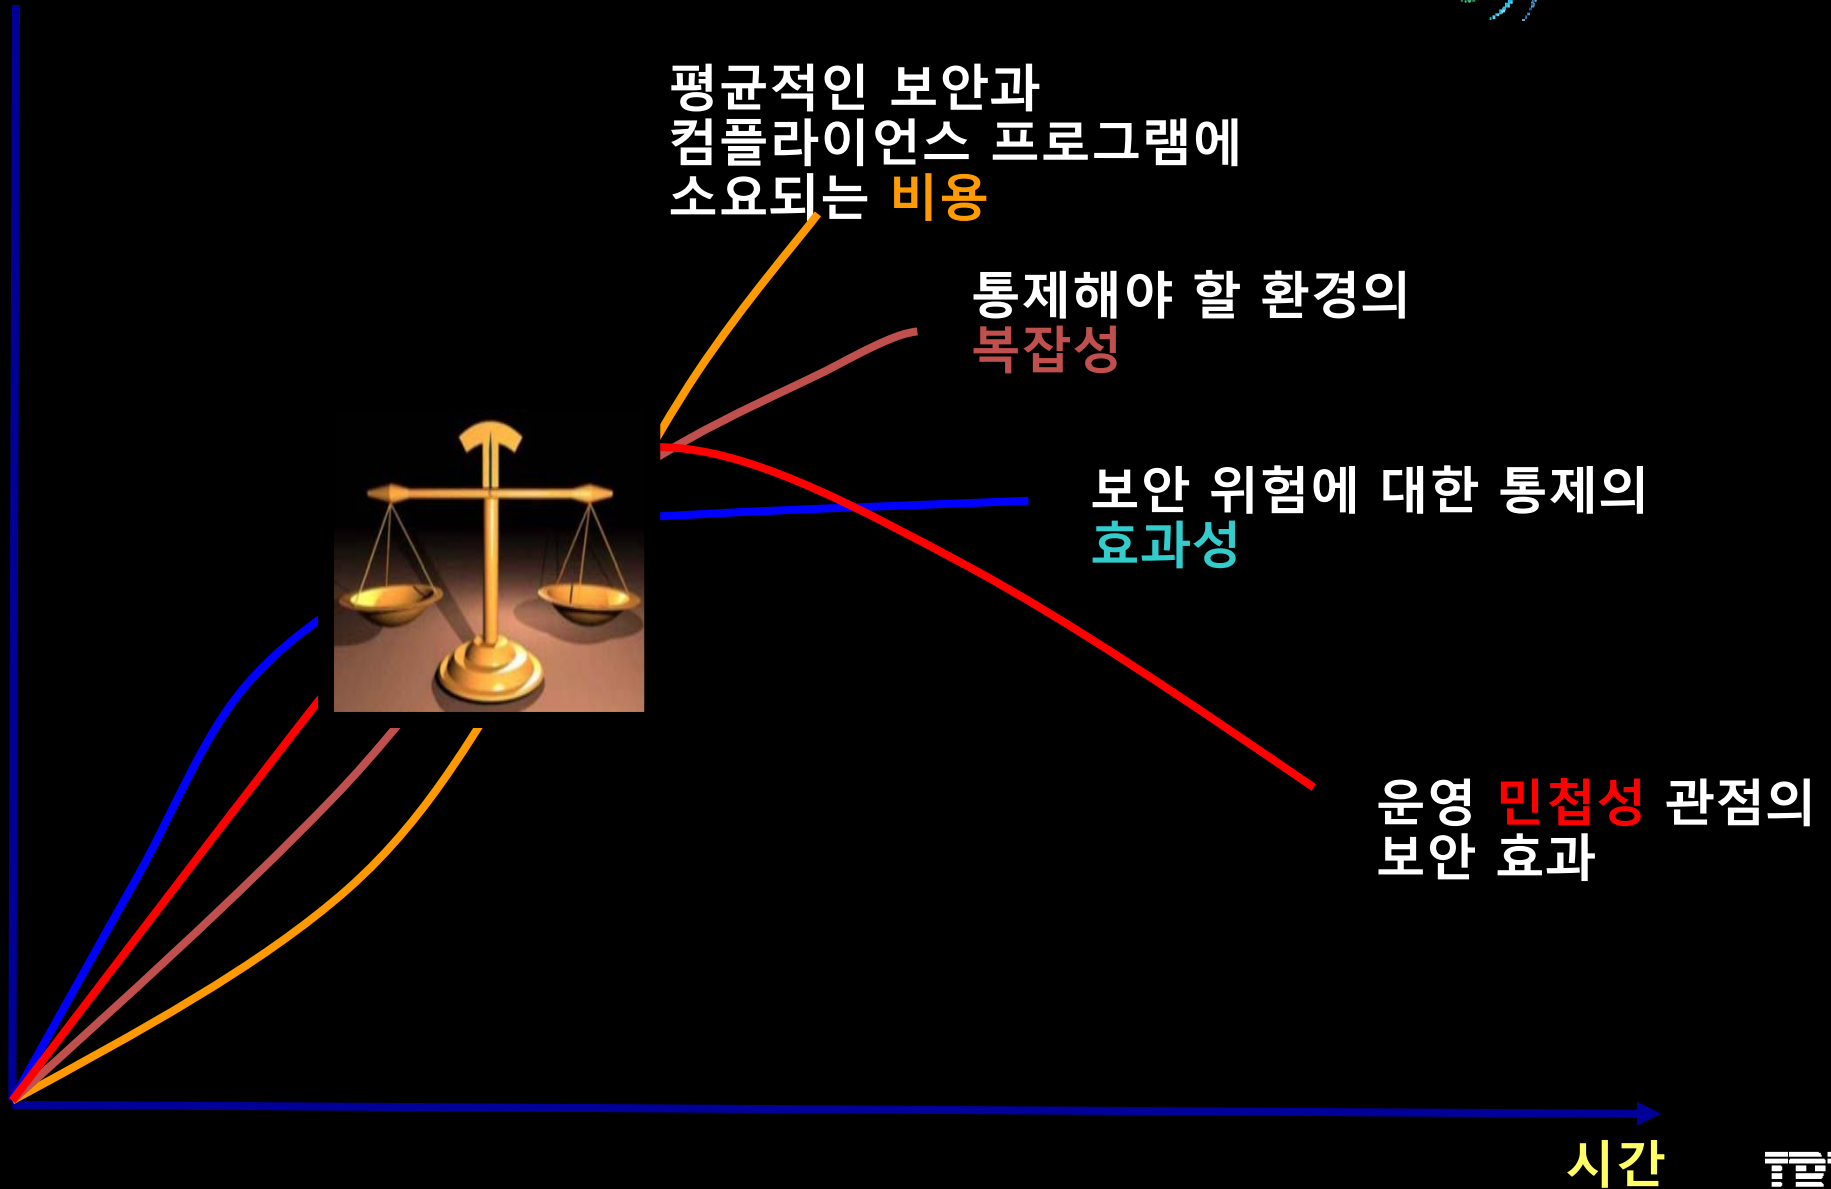 평균적인 보안과
컴플라이언스 프로그램에
소요되는 비용
통제해야 할 환경의
복잡성
보안 위험에 대한 통제의
효과성
운영 민첩성 관점의
보안 효과
시간